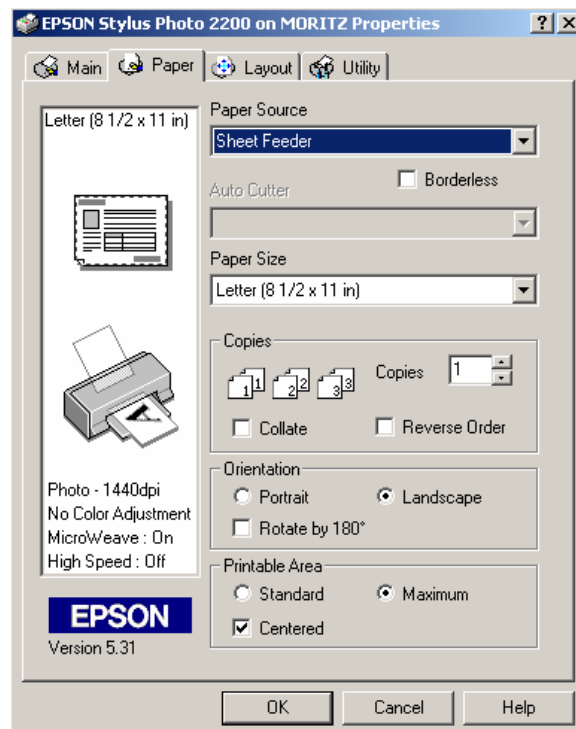 EPSON Stylus Photo 2200 on MORITZ Properties
Main Paper Layout Utility
Letter (8 1/2 x 11 in)
Photo - 1440dpi
No Color Adjustment
MicroWeave : On
High Speed : Off
EPSON
Version 5.31
Paper Source
Sheet Feeder
Borderless
Auto Cutter
Paper Size
Letter (8 1/2 x 11 in)
Copies
1 1 2 2 3 3
Copies 1
Collate Reverse Order
Orientation
Portrait Landscape
Rotate by 180°
Printable Area
Standard Maximum
Centered
OK Cancel Help